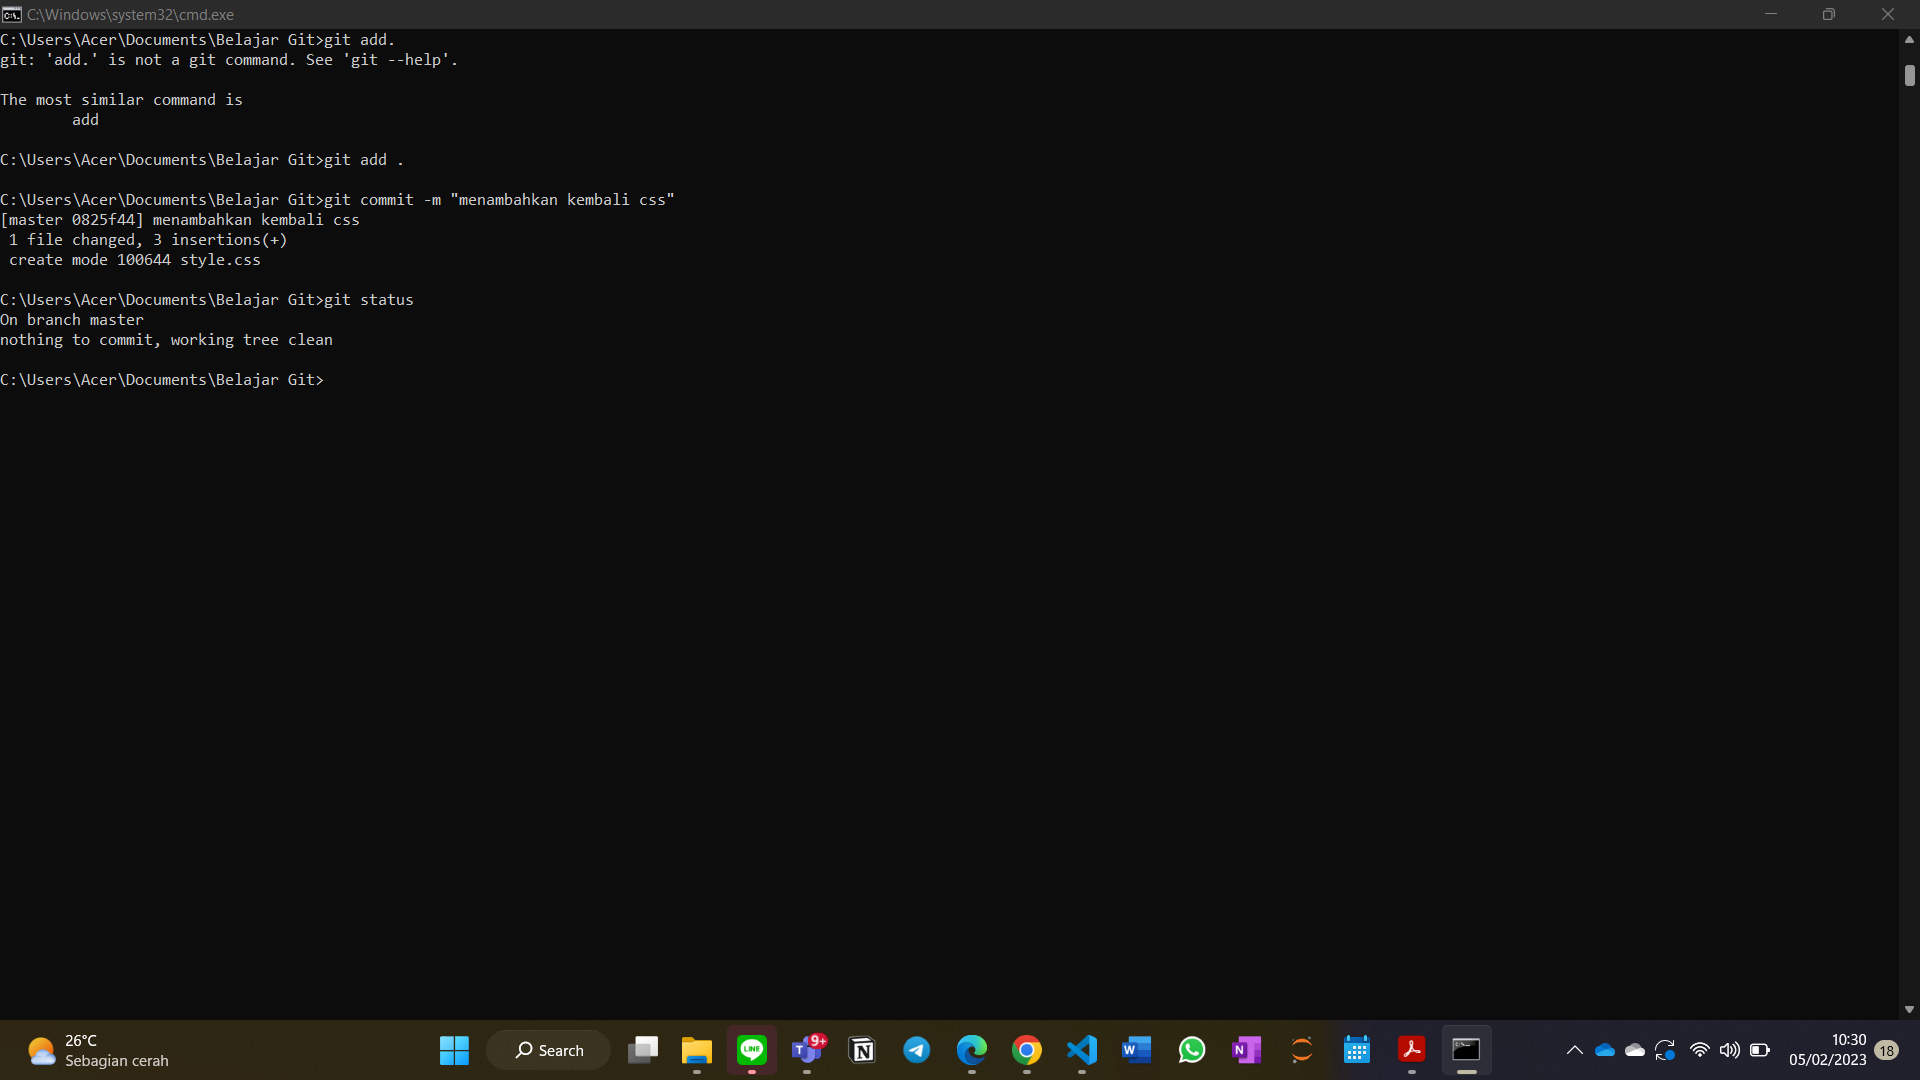 C:\Windows\system32\cmd.exe
C:\Users\Acer\Documents\Belajar Git>git add.
git: 'add.' is not a git command. See 'git --help'.
The most similar command is
add
C:\Users\Acer\Documents\Belajar Git>git add .
C:\Users\Acer\Documents\Belajar Git>git commit -m "menambahkan kembali css"
[master 0825f44] menambahkan kembali css
1 file changed, 3 insertions(+)
create mode 100644 style.css
C:\Users\Acer\Documents\Belajar Git>git status
On branch master
nothing to commit, working tree clean
C:\Users\Acer\Documents\Belajar Git>
26°C
Sebagian cerah
Search
LINE
T
9+
N
W
N
10:30
05/02/2023
18